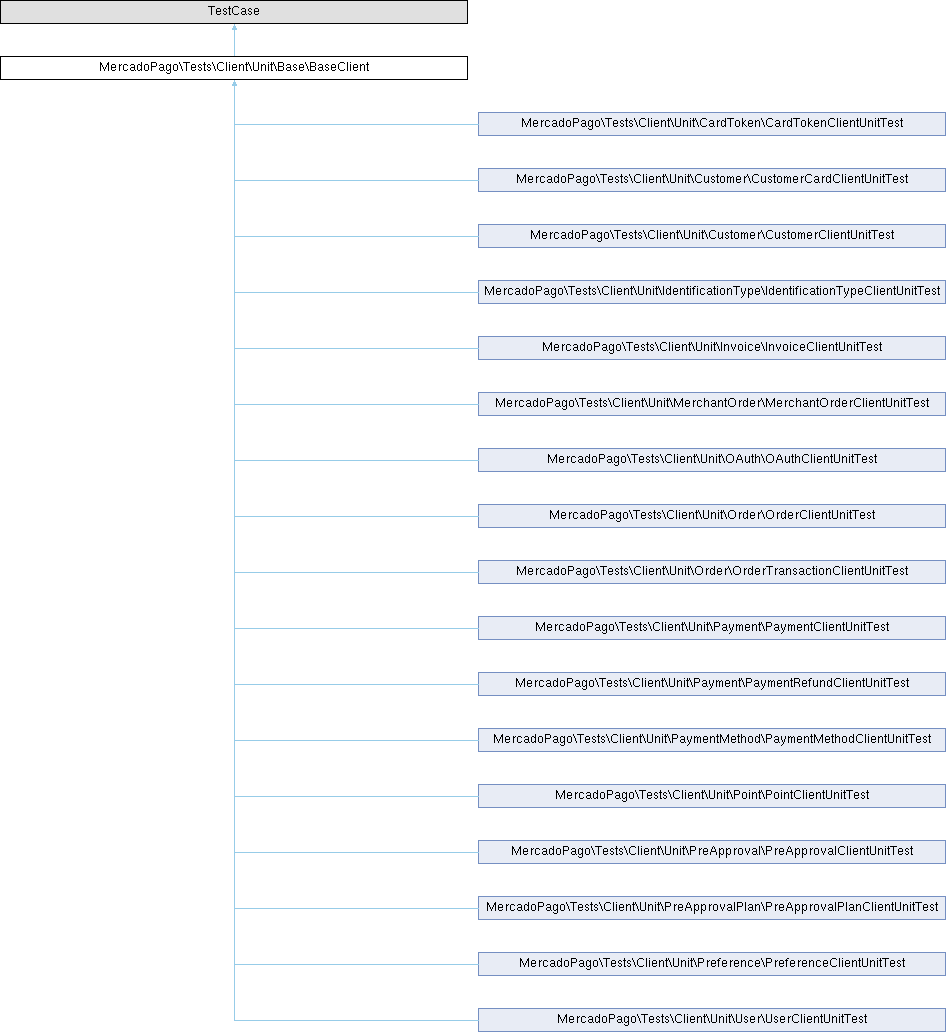 TestCase
MercadoPago\Tests\Client\Unit\Base\BaseClient
MercadoPago\Tests\Client\Unit\CardToken\CardTokenClientUnitTest
MercadoPago\Tests\Client\Unit\Customer\CustomerCardClientUnitTest
MercadoPago\Tests\Client\Unit\Customer\CustomerClientUnitTest
MercadoPago\Tests\Client\Unit\IdentificationType\IdentificationTypeClientUnitTest
MercadoPago\Tests\Client\Unit\Invoice\InvoiceClientUnitTest
MercadoPago\Tests\Client\Unit\MerchantOrder\MerchantOrderClientUnitTest
MercadoPago\Tests\Client\Unit\OAuth\OAuthClientUnitTest
MercadoPago\Tests\Client\Unit\Order\OrderClientUnitTest
MercadoPago\Tests\Client\Unit\Order\OrderTransactionClientUnitTest
MercadoPago\Tests\Client\Unit\Payment\PaymentClientUnitTest
MercadoPago\Tests\Client\Unit\Payment\PaymentRefundClientUnitTest
MercadoPago\Tests\Client\Unit\PaymentMethod\PaymentMethodClientUnitTest
MercadoPago\Tests\Client\Unit\Point\PointClientUnitTest
MercadoPago\Tests\Client\Unit\PreApproval\PreApprovalClientUnitTest
MercadoPago\Tests\Client\Unit\PreApprovalPlan\PreApprovalPlanClientUnitTest
MercadoPago\Tests\Client\Unit\Preference\PreferenceClientUnitTest
MercadoPago\Tests\Client\Unit\User\UserClientUnitTest